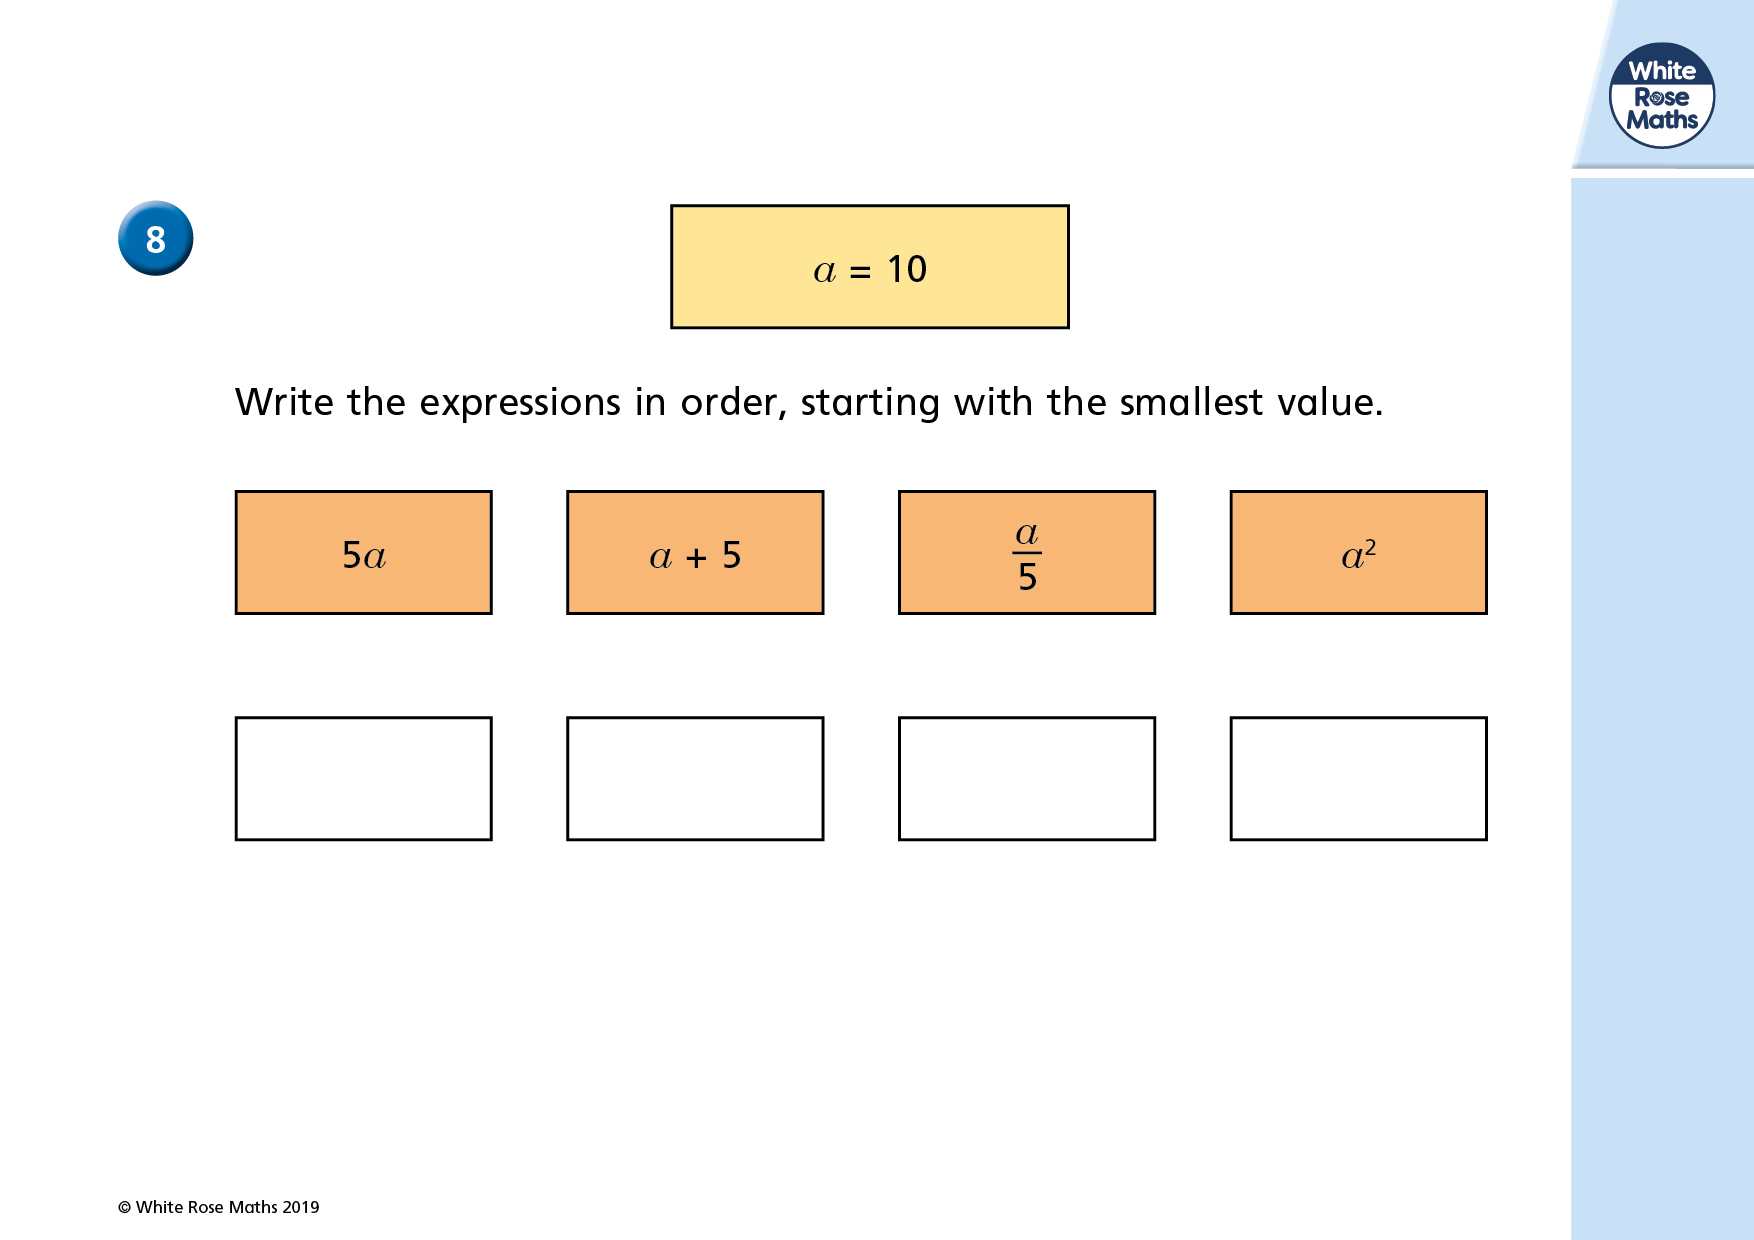 White
Rose
Maths
8
a = 10
Write the expressions in order, starting with the smallest value.
5a
a + 5
a
5
a²
© White Rose Maths 2019